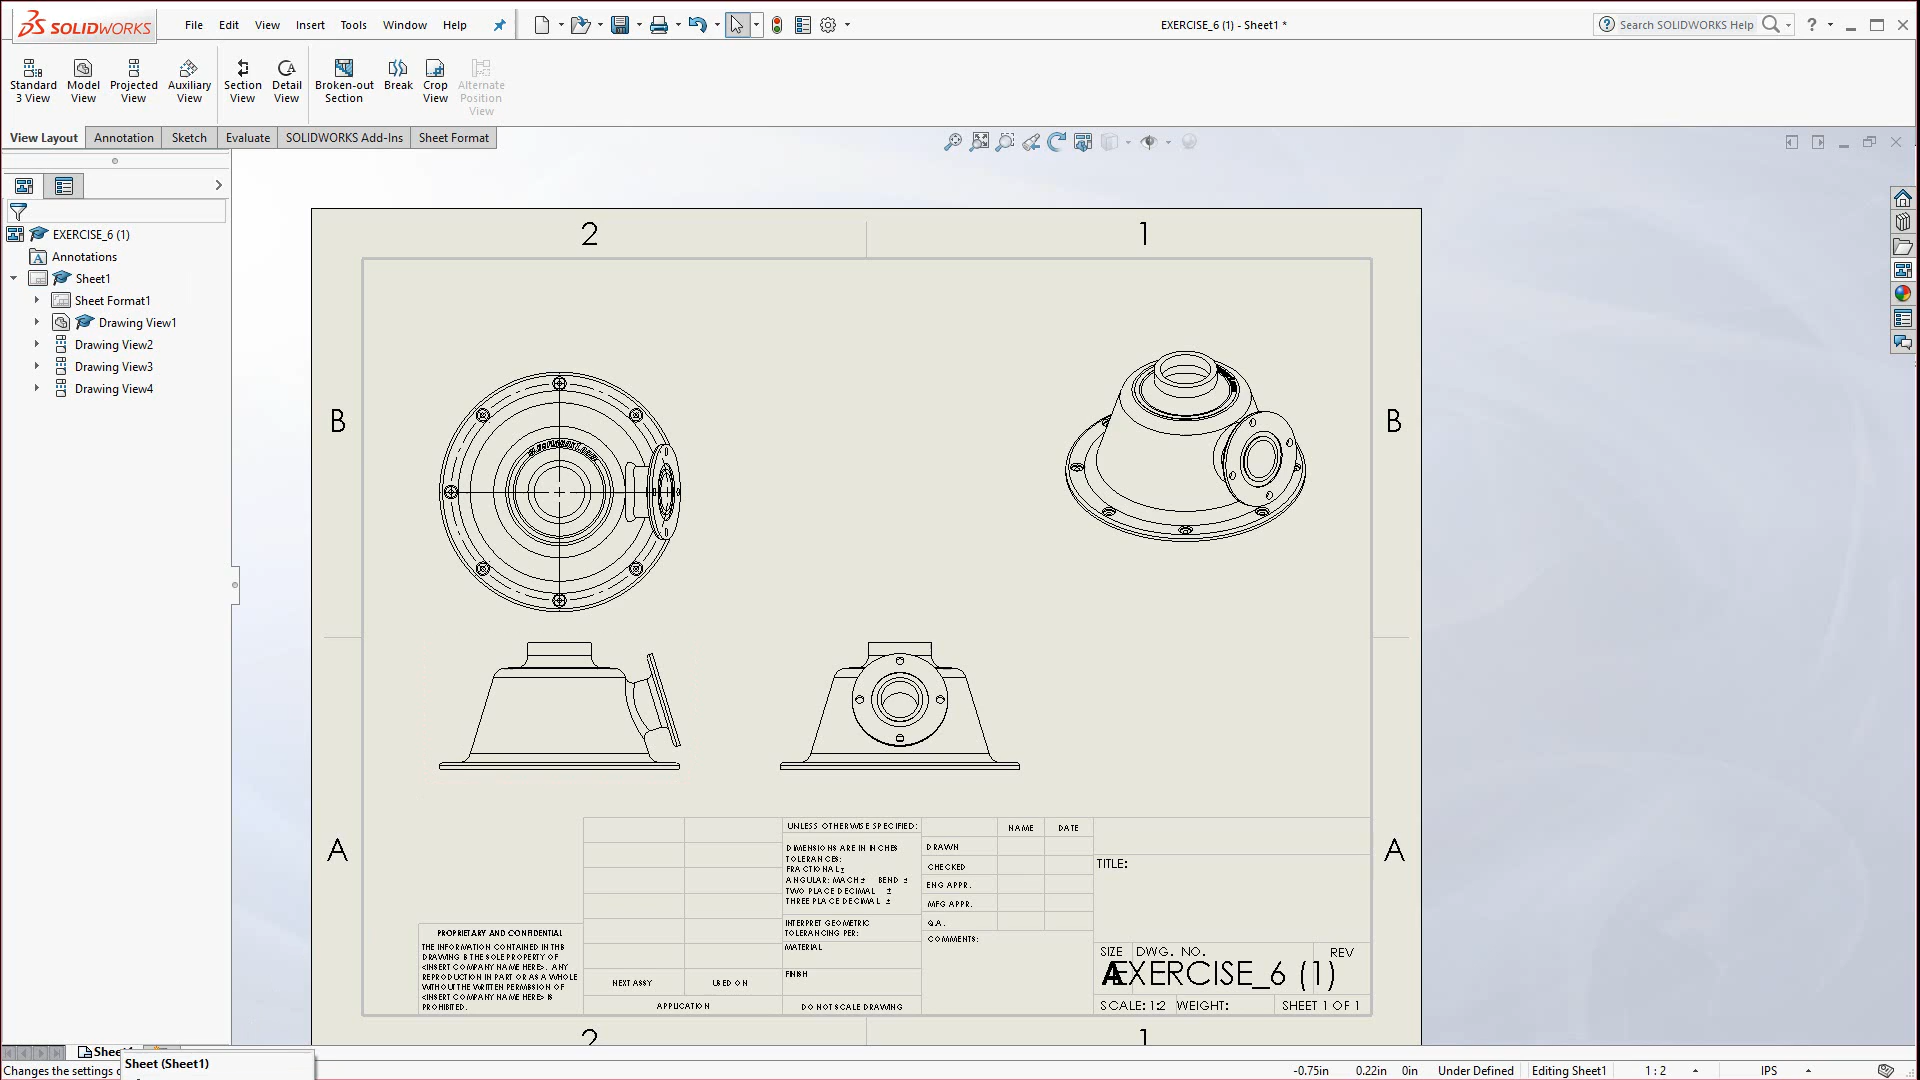 SOLIDWORKS
File Edit View Insert Tools Window Help
EXERCISE_6 (1) - Sheet1 *
Search SOLIDWORKS Help
Standard 3 View
Model View
Projected View
Auxiliary View
Section View
Detail View
Broken-out Section
Break
Crop View
Alternate Position View
View Layout
Annotation
Sketch
Evaluate
SOLIDWORKS Add-Ins
Sheet Format
EXERCISE_6 (1)
Annotations
Sheet1
Sheet Format1
Drawing View1
Drawing View2
Drawing View3
Drawing View4
2 1
B B
A A
UNLESS OTHERWISE SPECIFIED:
DIMENSIONS ARE IN INCHES
TOLERANCES:
FRACTIONAL±
ANGULAR: MACH± BEND ±
TWO PLACE DECIMAL ±
THREE PLACE DECIMAL ±
INTERPRET GEOMETRIC
TOLERANCING PER:
MATERIAL
FINISH
DO NOT SCALE DRAWING
NAME DATE
DRAWN
CHECKED
ENG APPR.
MFG APPR.
Q.A.
COMMENTS:
TITLE:
SIZE DWG. NO. REV
A EXERCISE_6 (1)
SCALE: 1:2 WEIGHT: SHEET 1 OF 1
PROPRIETARY AND CONFIDENTIAL
THE INFORMATION CONTAINED IN THIS
DRAWING IS THE SOLE PROPERTY OF
<INSERT COMPANY NAME HERE>. ANY
REPRODUCTION IN PART OR AS A WHOLE
WITHOUT THE WRITTEN PERMISSION OF
<INSERT COMPANY NAME HERE> IS
PROHIBITED.
NEXT ASSY USED ON
APPLICATION
2 1
Sheet1
Sheet (Sheet1)
Changes the settings
-0.75in 0.22in 0in Under Defined Editing Sheet1 1 : 2 IPS